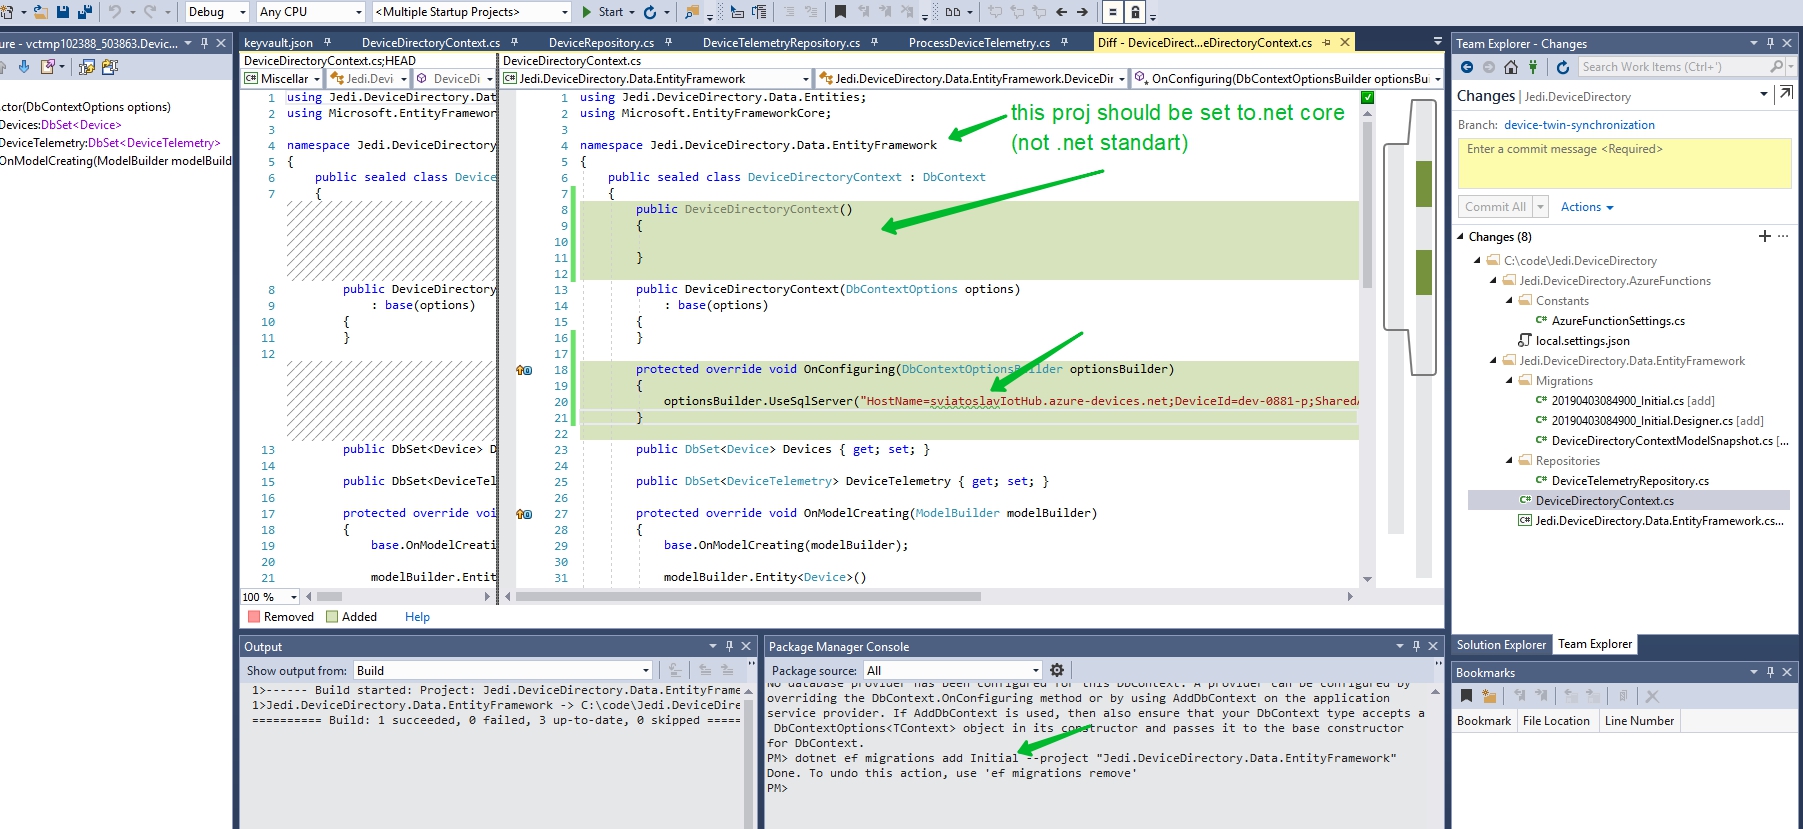 Debug
Any CPU
<Multiple Startup Projects>
Start
ure - vctmp102388_503863.Devic...
ctor(DbContextOptions options)
Devices:DbSet<Device>
DeviceTelemetry:DbSet<DeviceTelemetry>
OnModelCreating(ModelBuilder modelBuild
keyvault.json
DeviceDirectoryContext.cs
DeviceRepository.cs
DeviceTelemetryRepository.cs
ProcessDeviceTelemetry.cs
Diff - DeviceDirect...eDirectoryContext.cs
DeviceDirectoryContext.cs;HEAD
DeviceDirectoryContext.cs
Miscellar
Jedi.Devi
DeviceDi
Jedi.DeviceDirectory.Data.EntityFramework
Jedi.DeviceDirectory.Data.EntityFramework.DeviceDir
OnConfiguring(DbContextOptionsBuilder optionsBui
1 using Jedi.DeviceDirectory.Dat
2 using Microsoft.EntityFramewor
3
4 namespace Jedi.DeviceDirectory
5 {
6 public sealed class Device
7 {
8 public DeviceDirectory
9 : base(options)
10 {
11 }
12
13 public DbSet<Device> D
14
15 public DbSet<DeviceTel
16
17 protected override voi
18 {
19 base.OnModelCreati
20
21 modelBuilder.Entit
1 using Jedi.DeviceDirectory.Data.Entities;
2 using Microsoft.EntityFrameworkCore;
3
4 namespace Jedi.DeviceDirectory.Data.EntityFramework
5 {
6 public sealed class DeviceDirectoryContext : DbContext
7 {
8 public DeviceDirectoryContext()
9 {
10
11 }
12
13 public DeviceDirectoryContext(DbContextOptions options)
14 : base(options)
15 {
16 }
17
18 protected override void OnConfiguring(DbContextOptionsBuilder optionsBuilder)
19 {
20 optionsBuilder.UseSqlServer("HostName=sviatoslavIotHub.azure-devices.net;DeviceId=dev-0881-p;SharedA
21 }
22
23 public DbSet<Device> Devices { get; set; }
24
25 public DbSet<DeviceTelemetry> DeviceTelemetry { get; set; }
26
27 protected override void OnModelCreating(ModelBuilder modelBuilder)
28 {
29 base.OnModelCreating(modelBuilder);
30
31 modelBuilder.Entity<Device>()
this proj should be set to.net core
(not .net standart)
100 %
Removed
Added
Help
Output
Show output from:
Build
1>------ Build started: Project: Jedi.DeviceDirectory.Data.EntityFrame
1>Jedi.DeviceDirectory.Data.EntityFramework -> C:\code\Jedi.DeviceDire
========== Build: 1 succeeded, 0 failed, 3 up-to-date, 0 skipped =====
Package Manager Console
Package source:
All
No database provider has been configured for this DbContext. A provider can be configured by
overriding the DbContext.OnConfiguring method or by using AddDbContext on the application
service provider. If AddDbContext is used, then also ensure that your DbContext type accepts a
DbContextOptions<TContext> object in its constructor and passes it to the base constructor
for DbContext.
PM> dotnet ef migrations add Initial --project "Jedi.DeviceDirectory.Data.EntityFramework"
Done. To undo this action, use 'ef migrations remove'
PM>
Team Explorer - Changes
Search Work Items (Ctrl+')
Changes | Jedi.DeviceDirectory
Branch: device-twin-synchronization
Enter a commit message <Required>
Commit All
Actions
Changes (8)
C:\code\Jedi.DeviceDirectory
Jedi.DeviceDirectory.AzureFunctions
Constants
AzureFunctionSettings.cs
local.settings.json
Jedi.DeviceDirectory.Data.EntityFramework
Migrations
20190403084900_Initial.cs [add]
20190403084900_Initial.Designer.cs [add]
DeviceDirectoryContextModelSnapshot.cs [...
Repositories
DeviceTelemetryRepository.cs
DeviceDirectoryContext.cs
Jedi.DeviceDirectory.Data.EntityFramework.cs...
Solution Explorer
Team Explorer
Bookmarks
Bookmark
File Location
Line Number